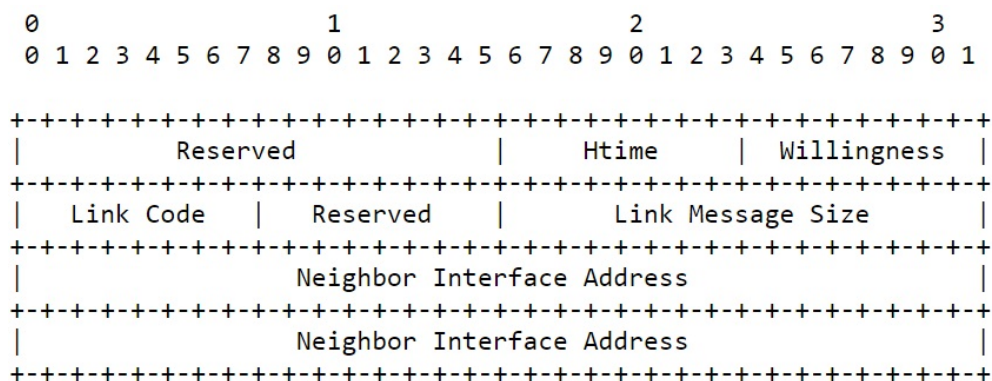 0                   1                   2                   3
0 1 2 3 4 5 6 7 8 9 0 1 2 3 4 5 6 7 8 9 0 1 2 3 4 5 6 7 8 9 0 1
+-+-+-+-+-+-+-+-+-+-+-+-+-+-+-+-+-+-+-+-+-+-+-+-+-+-+-+-+-+-+-+-+
|          Reserved             |     Htime     |  Willingness  |
+-+-+-+-+-+-+-+-+-+-+-+-+-+-+-+-+-+-+-+-+-+-+-+-+-+-+-+-+-+-+-+-+
|   Link Code   |   Reserved    |       Link Message Size       |
+-+-+-+-+-+-+-+-+-+-+-+-+-+-+-+-+-+-+-+-+-+-+-+-+-+-+-+-+-+-+-+-+
|                  Neighbor Interface Address                   |
+-+-+-+-+-+-+-+-+-+-+-+-+-+-+-+-+-+-+-+-+-+-+-+-+-+-+-+-+-+-+-+-+
|                  Neighbor Interface Address                   |
+-+-+-+-+-+-+-+-+-+-+-+-+-+-+-+-+-+-+-+-+-+-+-+-+-+-+-+-+-+-+-+-+